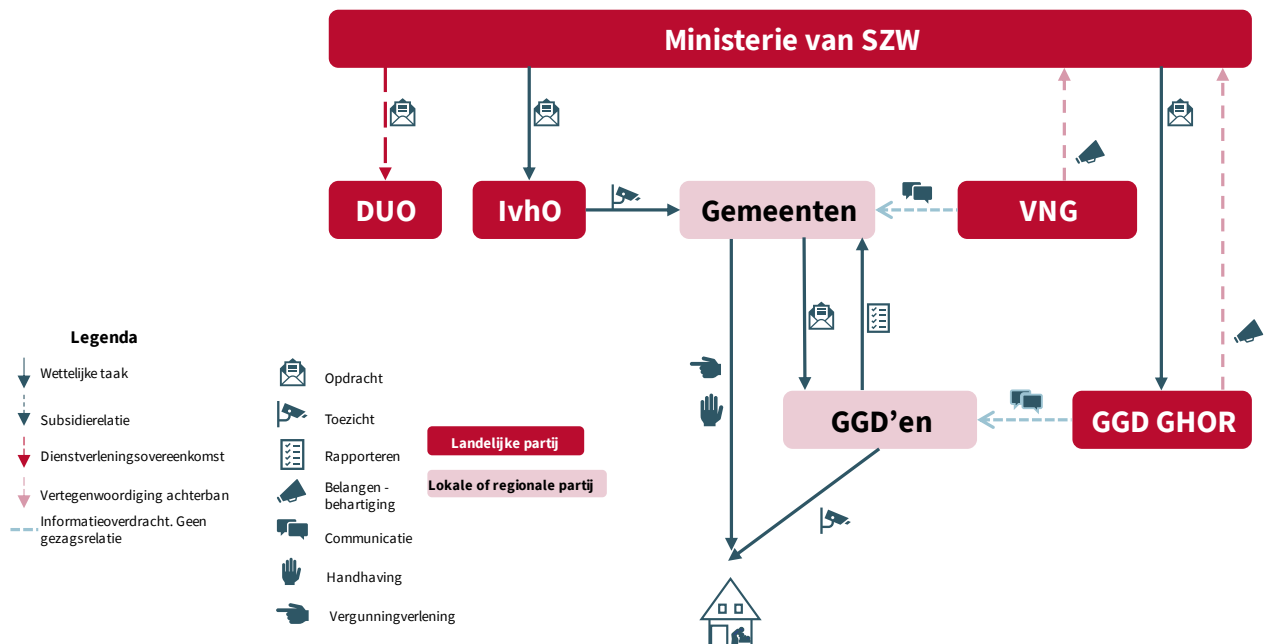 Ministerie van SZW
DUO
IvhO
Gemeenten
VNG
GGD’en
GGD GHOR
Legenda
Wettelijke taak
Subsidierelatie
Dienstverleningsovereenkomst
Vertegenwoordiging achterban
Informatieoverdracht. Geen
gezagsrelatie
Opdracht
Toezicht
Rapporteren
Belangen -
behartiging
Communicatie
Handhaving
Vergunningverlening
Landelijke partij
Lokale of regionale partij